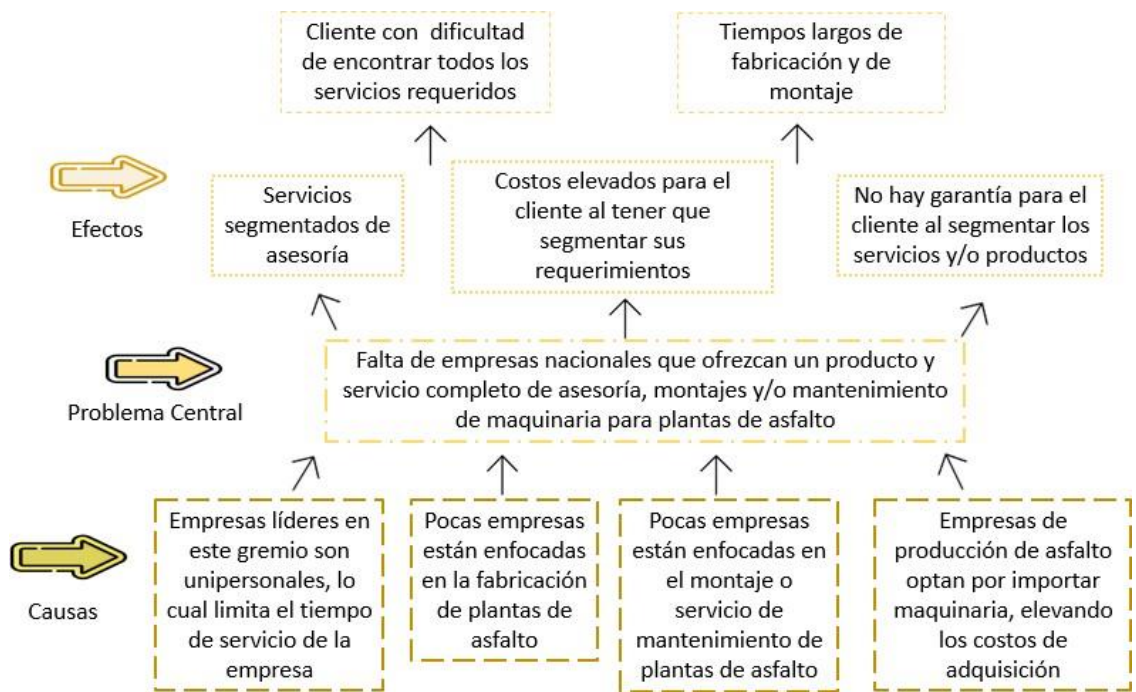 Cliente con dificultad
de encontrar todos los
servicios requeridos
Tiempos largos de
fabricación y de
montaje
Efectos
Servicios
segmentados de
asesoría
Costos elevados para el
cliente al tener que
segmentar sus
requerimientos
No hay garantía para el
cliente al segmentar los
servicios y/o productos
Problema Central
Falta de empresas nacionales que ofrezcan un producto y
servicio completo de asesoría, montajes y/o mantenimiento
de maquinaria para plantas de asfalto
Causas
Empresas líderes en
este gremio son
unipersonales, lo
cual limita el tiempo
de servicio de la
empresa
Pocas empresas
están enfocadas
en la fabricación
de plantas de
asfalto
Pocas empresas
están enfocadas en
el montaje o
servicio de
mantenimiento de
plantas de asfalto
Empresas de
producción de asfalto
optan por importar
maquinaria, elevando
los costos de
adquisición